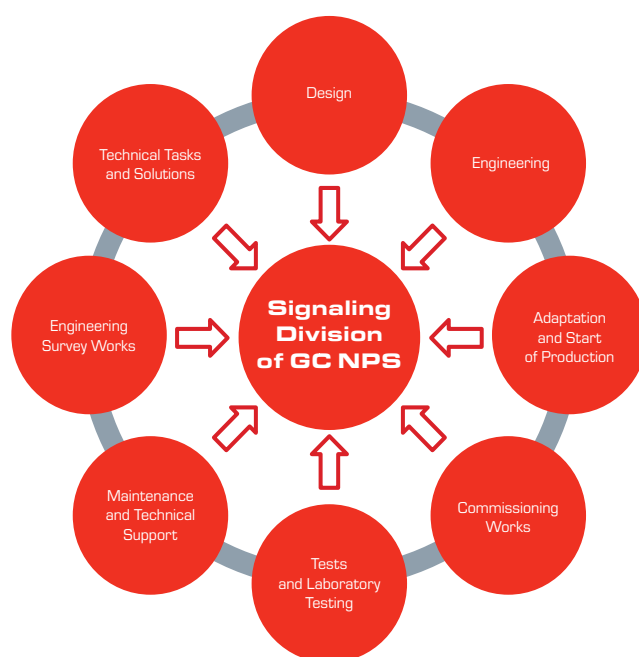 Design
Technical Tasks
and Solutions
Engineering
Signaling
Division
of GC NPS
Engineering
Survey Works
Adaptation
and Start
of Production
Maintenance
and Technical
Support
Commissioning
Works
Tests
and Laboratory
Testing